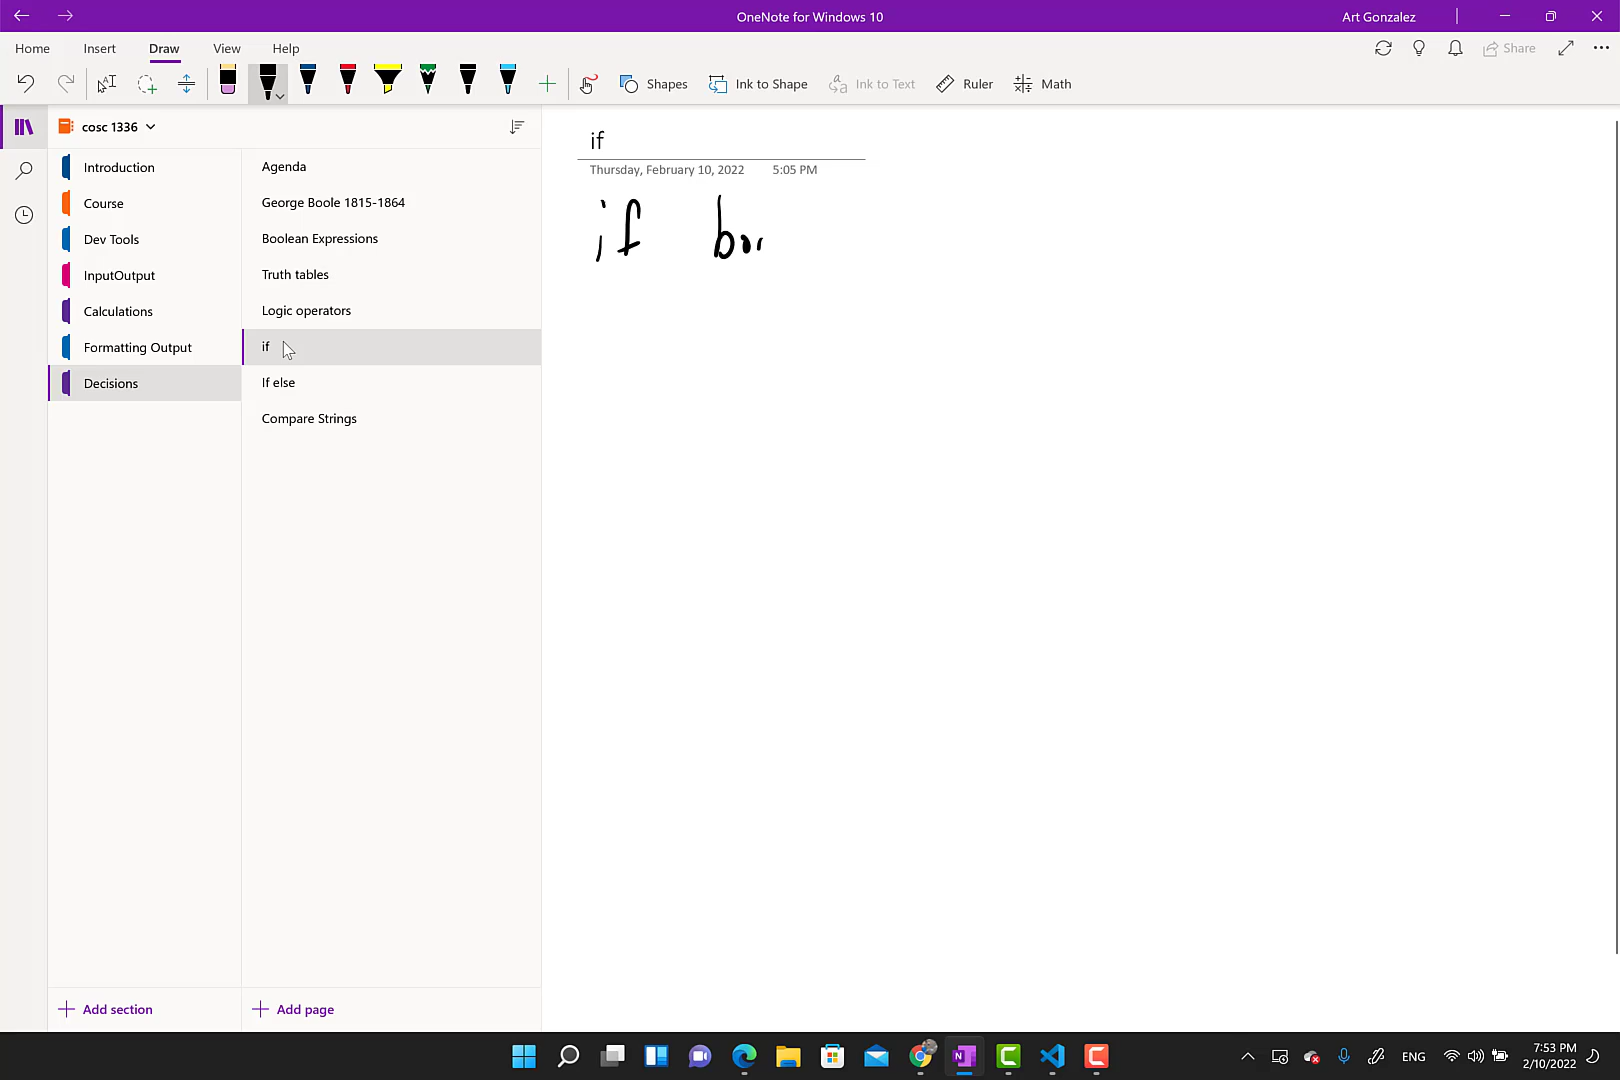 OneNote for Windows 10
Art Gonzalez
Home Insert Draw View Help
Share
Shapes Ink to Shape Ink to Text Ruler Math
cosc 1336
Introduction
Course
Dev Tools
InputOutput
Calculations
Formatting Output
Decisions
Agenda
George Boole 1815-1864
Boolean Expressions
Truth tables
Logic operators
if
If else
Compare Strings
if
Thursday, February 10, 2022 5:05 PM
if
Add section
Add page
ENG
7:53 PM
2/10/2022